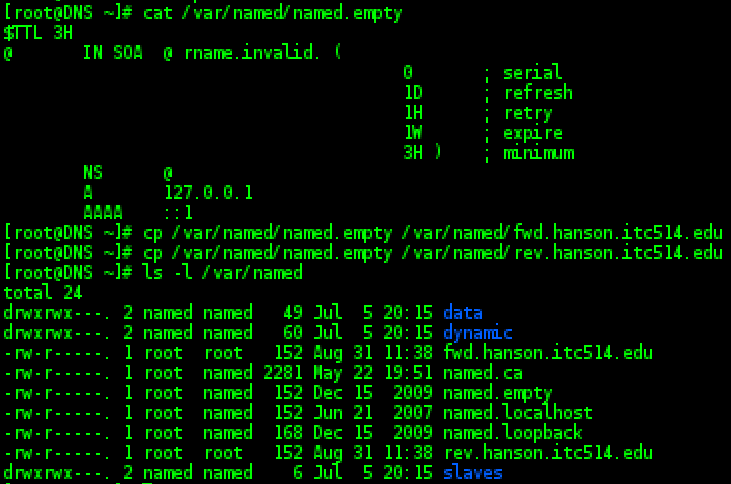 [root@DNS ~]# cat /var/named/named.empty
$TTL 3H
@ IN SOA @ rname.invalid. (
0 ; serial
1D ; refresh
1H ; retry
1W ; expire
3H ) ; minimum
NS @
A 127.0.0.1
AAAA ::1
[root@DNS ~]# cp /var/named/named.empty /var/named/fwd.hanson.itc514.edu
[root@DNS ~]# cp /var/named/named.empty /var/named/rev.hanson.itc514.edu
[root@DNS ~]# ls -l /var/named
total 24
drwxrwx---. 2 named named 49 Jul 5 20:15 data
drwxrwx---. 2 named named 60 Jul 5 20:15 dynamic
-rw-r-----. 1 root root 152 Aug 31 11:38 fwd.hanson.itc514.edu
-rw-r-----. 1 root named 2281 May 22 19:51 named.ca
-rw-r-----. 1 root named 152 Dec 15 2009 named.empty
-rw-r-----. 1 root named 152 Jun 21 2007 named.localhost
-rw-r-----. 1 root named 168 Dec 15 2009 named.loopback
-rw-r-----. 1 root root 152 Aug 31 11:38 rev.hanson.itc514.edu
drwxrwx---. 2 named named 6 Jul 5 20:15 slaves